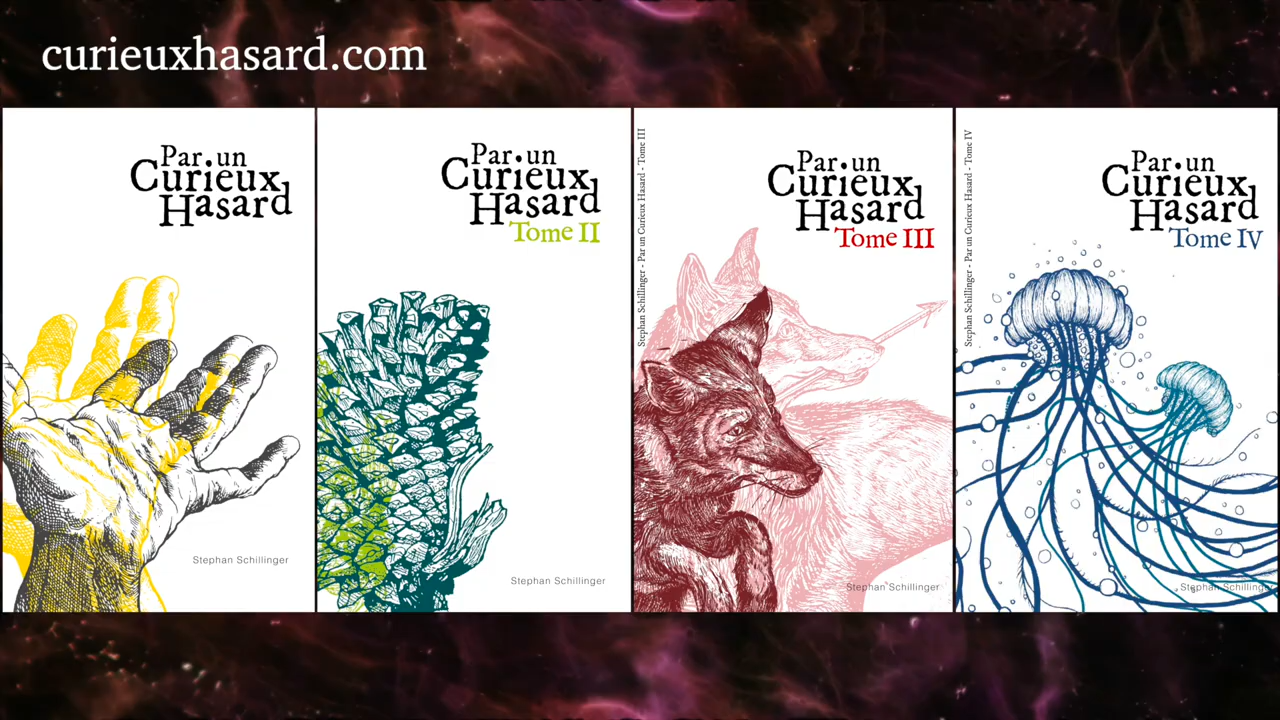 curieuxhasard.com
Par un
Curieux
Hasard
Stephan Schillinger
Par un
Curieux
Hasard
Tome II
Stephan Schillinger
Stephan Schillinger - Par un Curieux Hasard - Tome III
Par un
Curieux
Hasard
Tome III
Stephan Schillinger
Stephan Schillinger - Par un Curieux Hasard - Tome IV
Par un
Curieux
Hasard
Tome IV
Stephan Schillinger